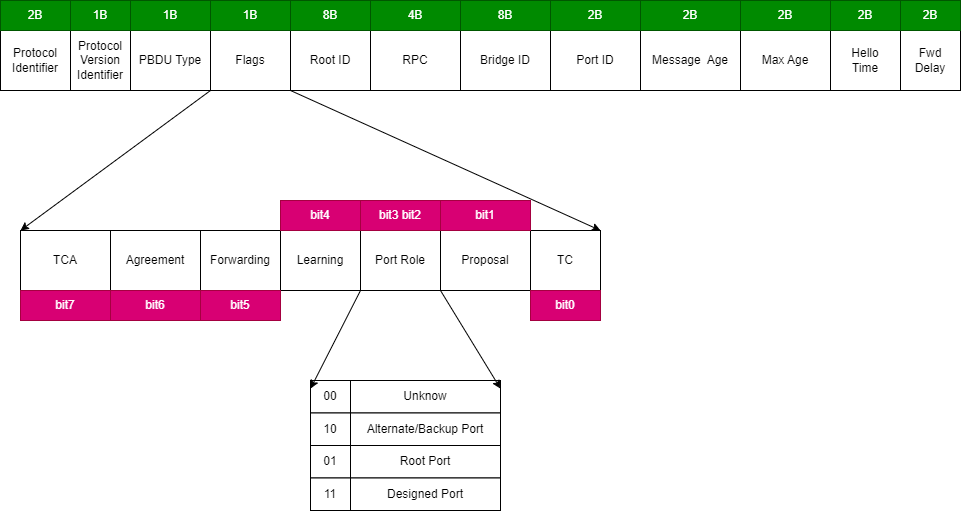 2B 1B 1B 1B 8B 4B 8B 2B 2B 2B 2B 2B
Protocol Identifier
Protocol Version Identifier
PBDU Type
Flags
Root ID
RPC
Bridge ID
Port ID
Message Age
Max Age
Hello Time
Fwd Delay
bit4 bit3 bit2 bit1
TCA Agreement Forwarding Learning Port Role Proposal TC
bit7 bit6 bit5 bit0
00 Unknow
10 Alternate/Backup Port
01 Root Port
11 Designed Port